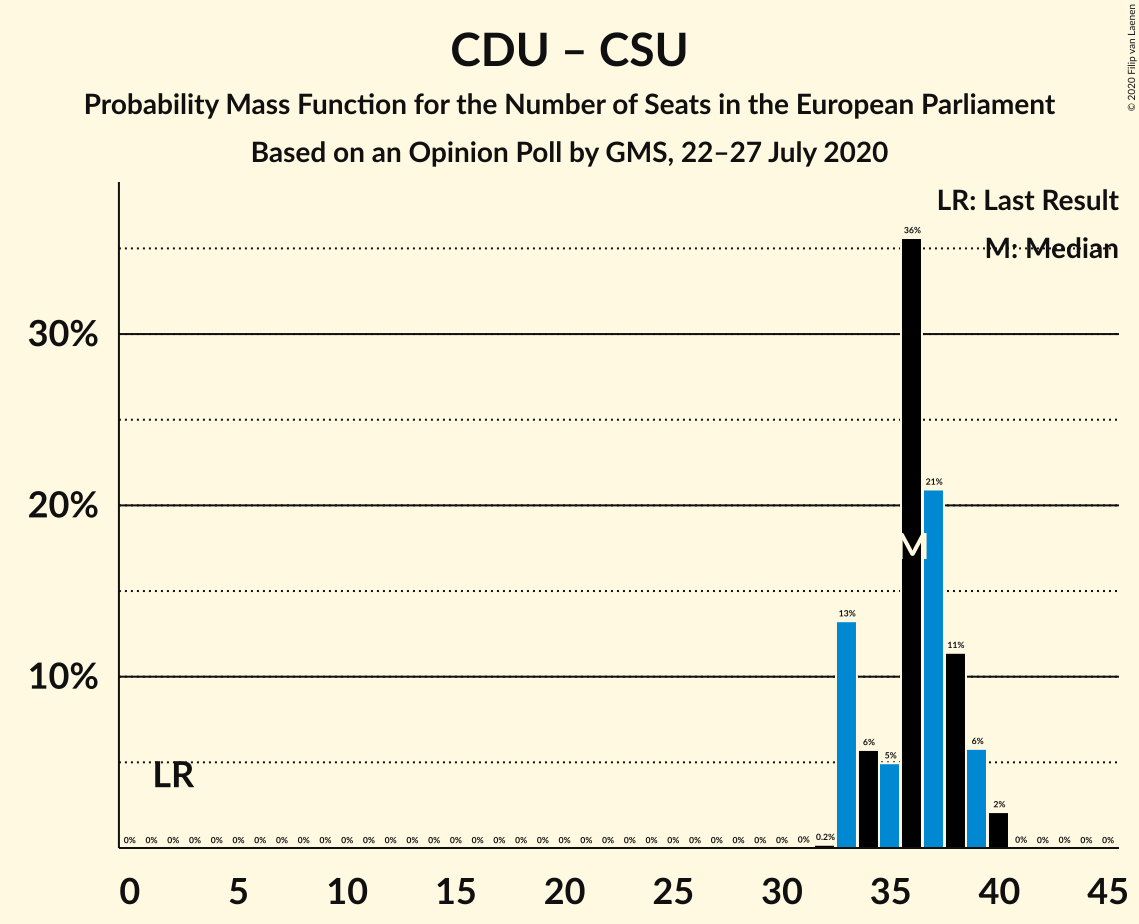 CDU – CSU
Probability Mass Function for the Number of Seats in the European Parliament
Based on an Opinion Poll by GMS, 22–27 July 2020
© 2020 Filip van Laenen
LR: Last Result
M: Median
36%
30%
21%
20%
M
13%
11%
10%
6% 5% 6%
LR
2%
0% 0% 0% 0% 0% 0% 0% 0% 0% 0% 0% 0% 0% 0% 0% 0% 0% 0% 0% 0% 0% 0% 0% 0% 0% 0% 0% 0% 0% 0% 0% 0% 0.2% 0% 0% 0% 0% 0%
0 5 10 15 20 25 30 35 40 45